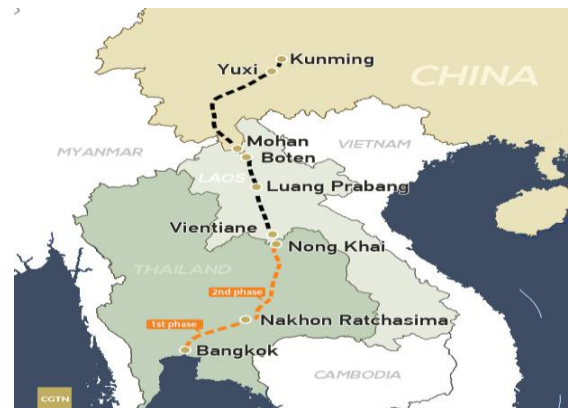 Kunming
Yuxi
CHINA
Mohan
Boten
MYANMAR
VIETNAM
LAOS
Luang Prabang
Vientiane
Nong Khai
THAILAND
2nd phase
1st phase
Nakhon Ratchasima
Bangkok
CAMBODIA
CGTN